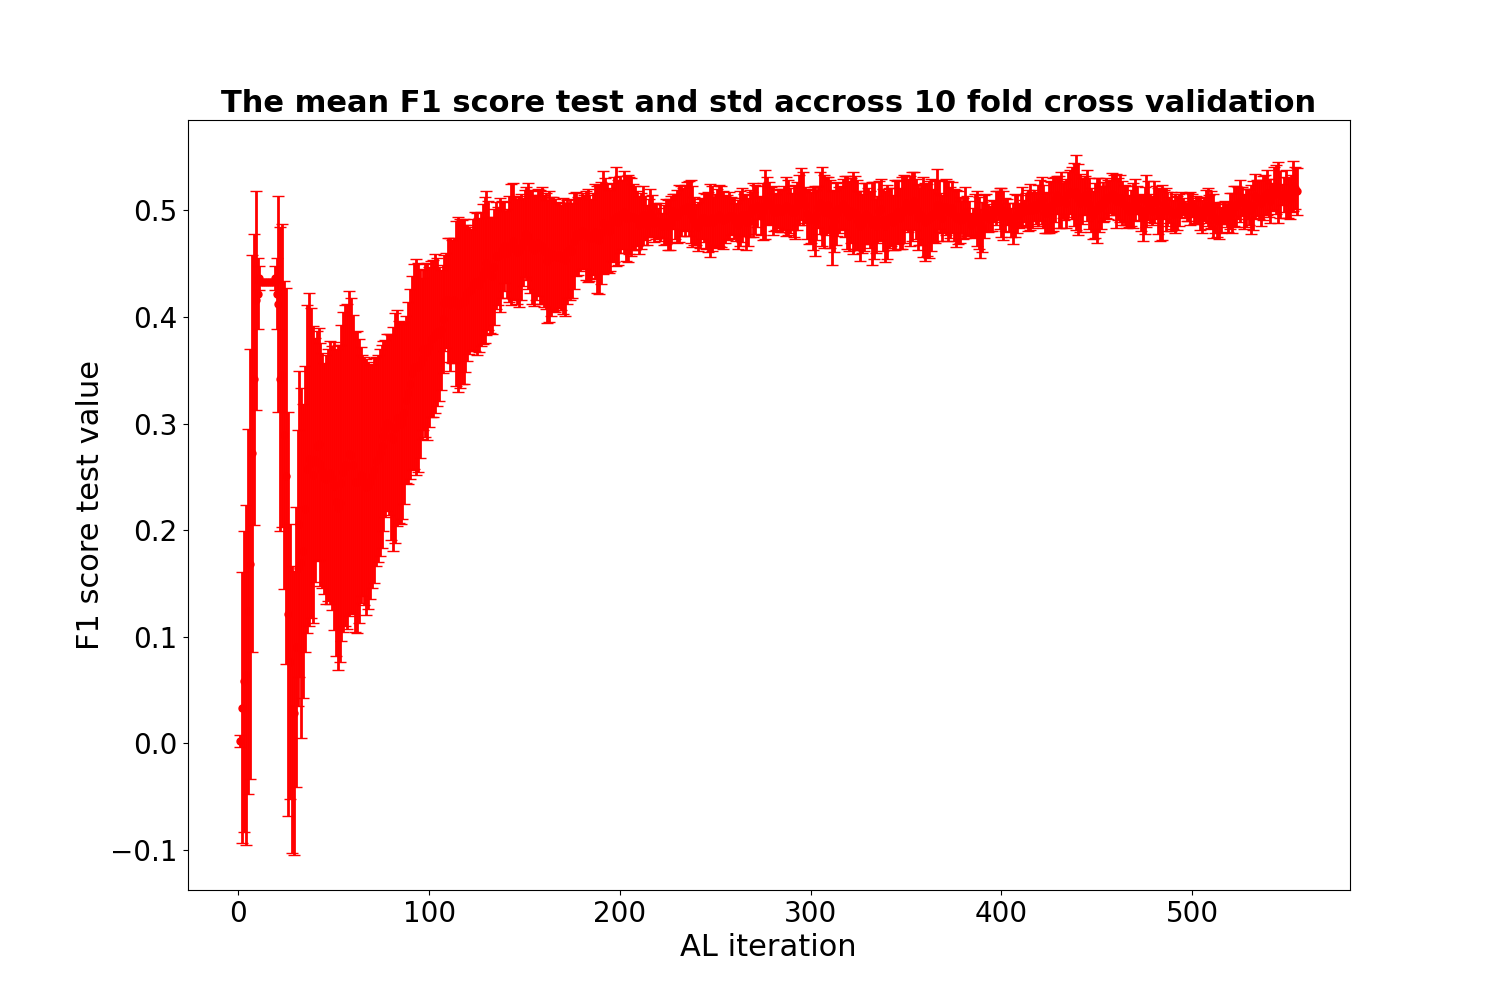 The mean F1 score test and std accross 10 fold cross validation
0.5
0.4
0.3
0.2
0.1
0.0
−0.1
F1 score test value
0 100 200 300 400 500
AL iteration